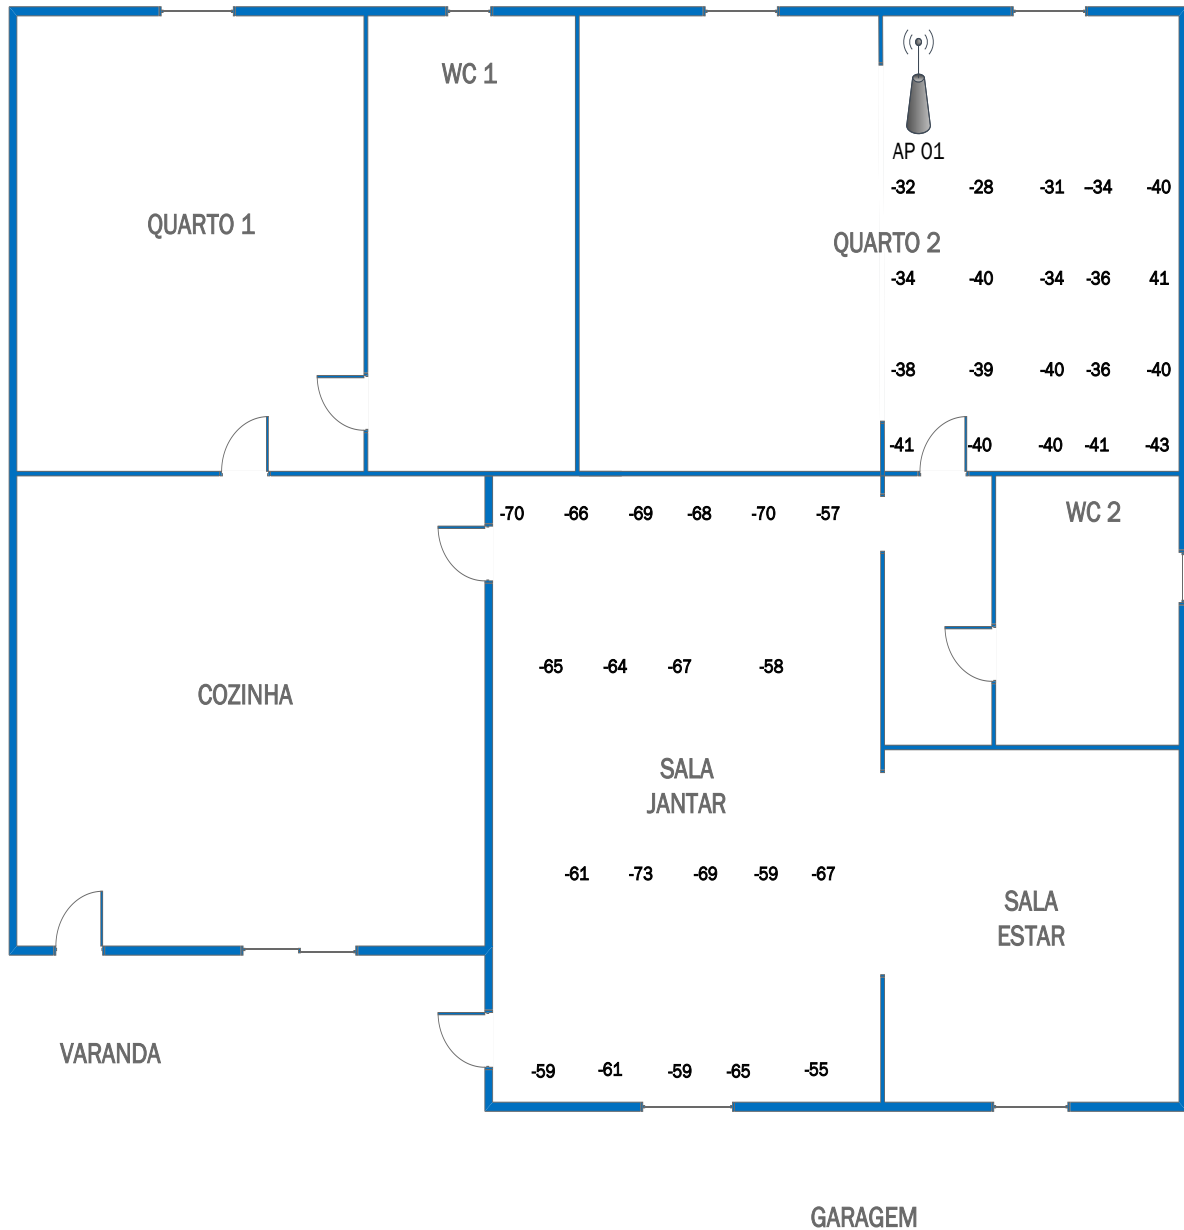 WC 1
AP 01
-32 -28 -31 --34 -40
QUARTO 1
QUARTO 2
-34 -40 -34 -36 41
-38 -39 -40 -36 -40
-41 -40 -40 -41 -43
-70 -66 -69 -68 -70 -57
WC 2
-65 -64 -67 -58
COZINHA
SALA
JANTAR
-61 -73 -69 -59 -67
SALA
ESTAR
VARANDA
-59 -61 -59 -65 -55
GARAGEM